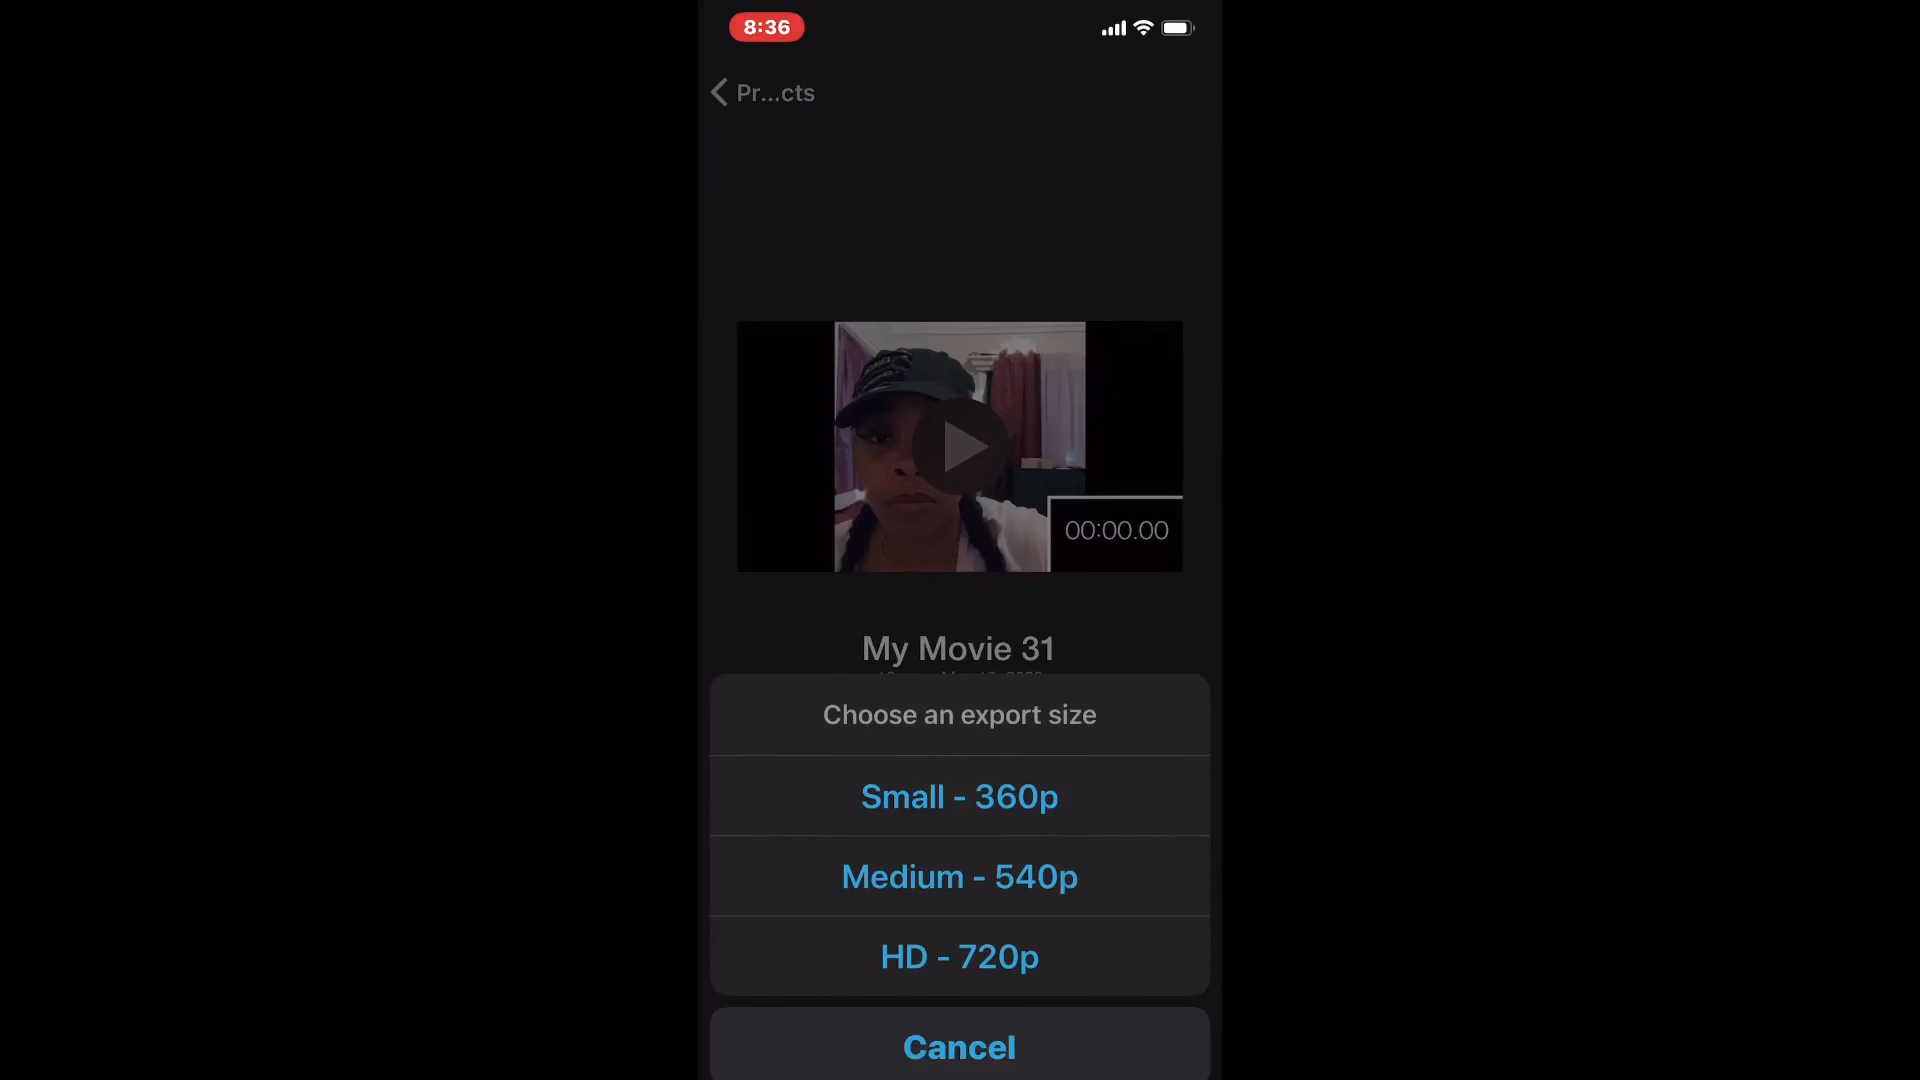 8:36
Pr...cts
00:00.00
My Movie 31
Choose an export size
Small - 360p
Medium - 540p
HD - 720p
Cancel